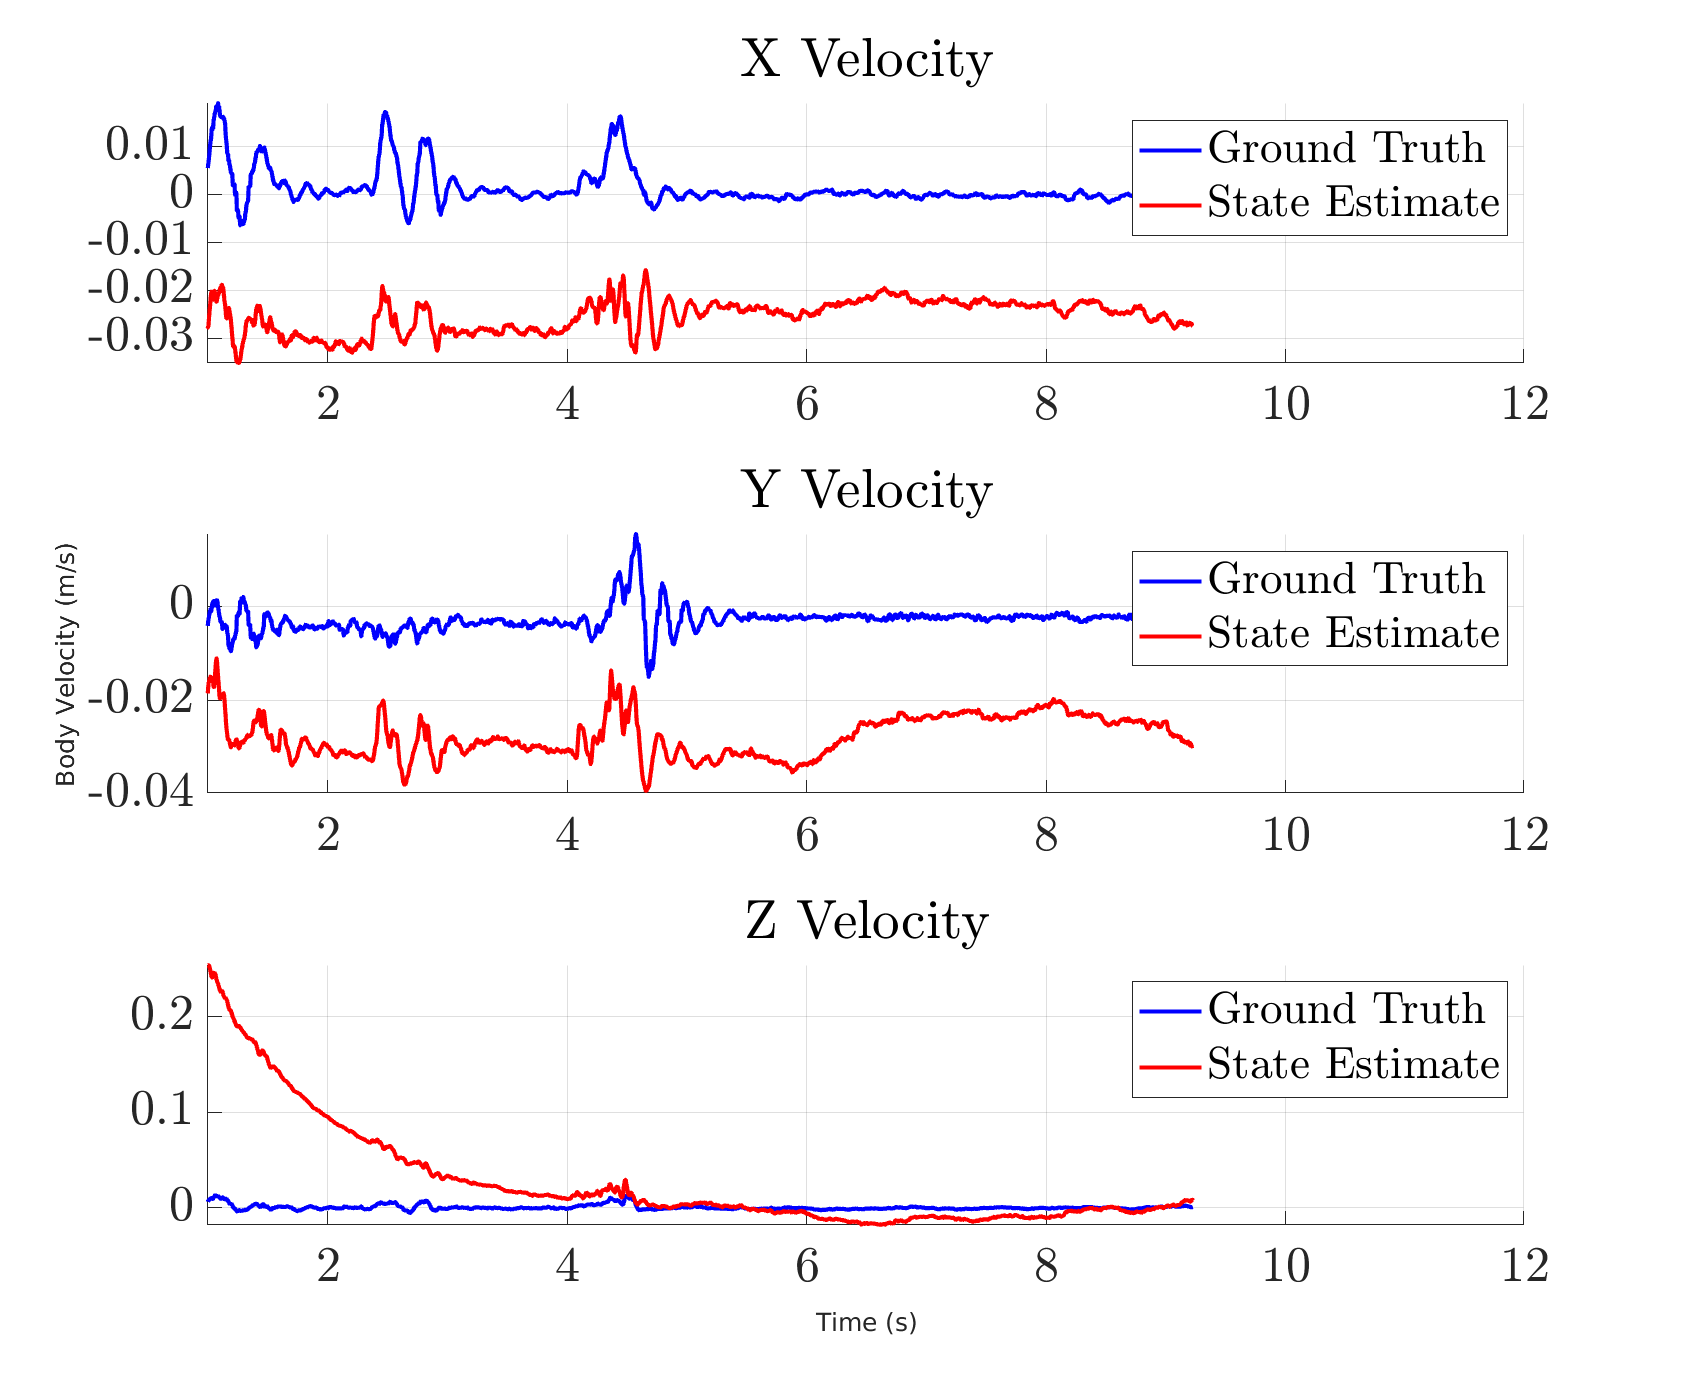 X Velocity
0.01
0
-0.01
-0.02
-0.03
Ground Truth
State Estimate
2 4 6 8 10 12
Y Velocity
Body Velocity (m/s)
0
-0.02
-0.04
Ground Truth
State Estimate
2 4 6 8 10 12
Z Velocity
0.2
0.1
0
Ground Truth
State Estimate
2 4 6 8 10 12
Time (s)